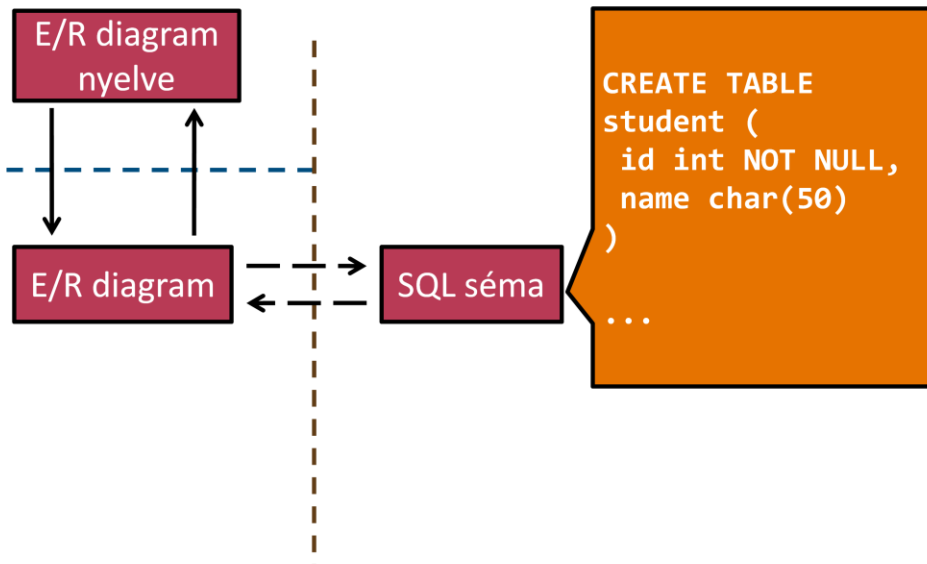 E/R diagram
nyelve
E/R diagram
SQL séma
CREATE TABLE
student (
id int NOT NULL,
name char(50)
)
...